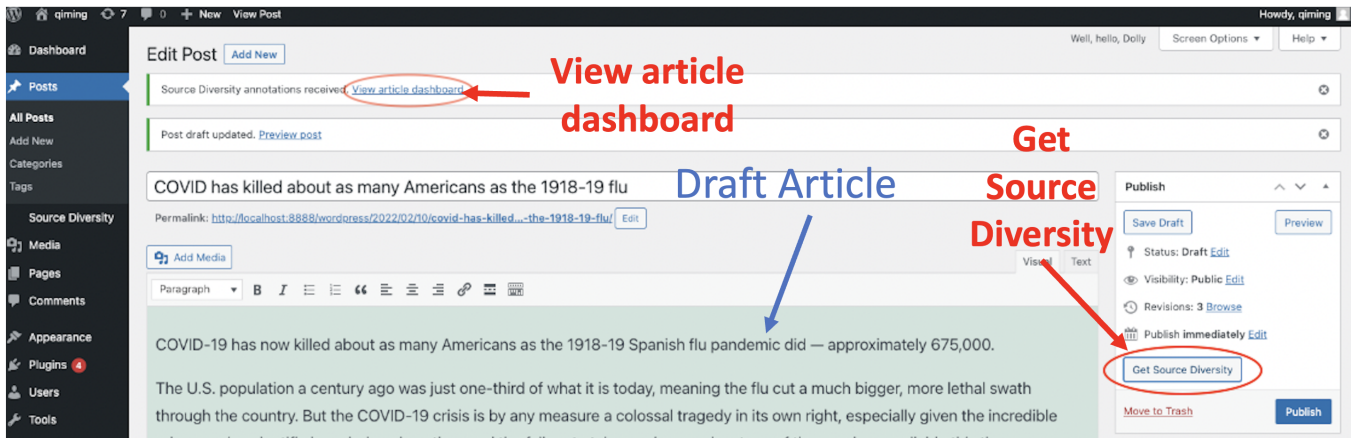 qiming 7 0 + New View Post Howdy, qiming
Dashboard
Posts
All Posts
Add New
Categories
Tags
Source Diversity
Media
Pages
Comments
Appearance
Plugins 4
Users
Tools
Well, hello, Dolly Screen Options ▼ Help ▼
Edit Post Add New
Source Diversity annotations received. View article dashboard
Post draft updated. Preview post
View article
dashboard
COVID has killed about as many Americans as the 1918-19 flu
Draft Article
Permalink: http://localhost:8888/wordpress/2022/02/10/covid-has-killed...-the-1918-19-flu/ Edit
Add Media
Visual Text
Paragraph
COVID-19 has now killed about as many Americans as the 1918-19 Spanish flu pandemic did — approximately 675,000.
The U.S. population a century ago was just one-third of what it is today, meaning the flu cut a much bigger, more lethal swath
through the country. But the COVID-19 crisis is by any measure a colossal tragedy in its own right, especially given the incredible
Get
Source
Diversity
Publish
Save Draft Preview
Status: Draft Edit
Visibility: Public Edit
Revisions: 3 Browse
Publish immediately Edit
Get Source Diversity
Move to Trash Publish